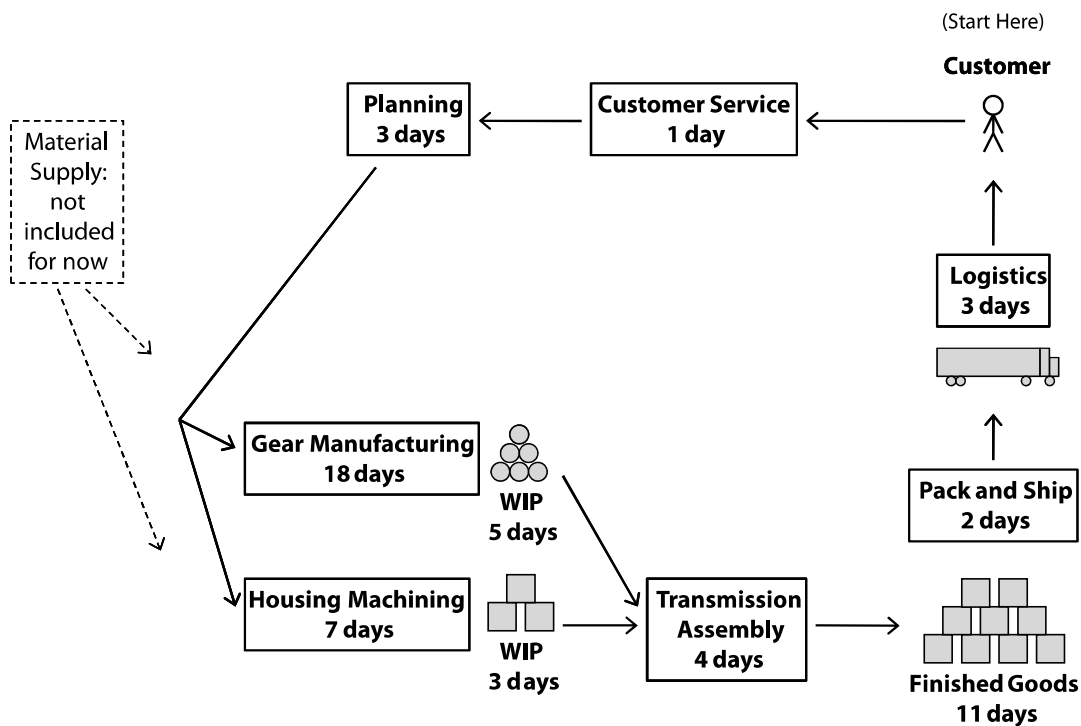 (Start Here)
Customer
Customer Service
1 day
Planning
3 days
Material
Supply:
not
included
for now
Gear Manufacturing
18 days
WIP
5 days
Housing Machining
7 days
WIP
3 days
Transmission
Assembly
4 days
Finished Goods
11 days
Pack and Ship
2 days
Logistics
3 days